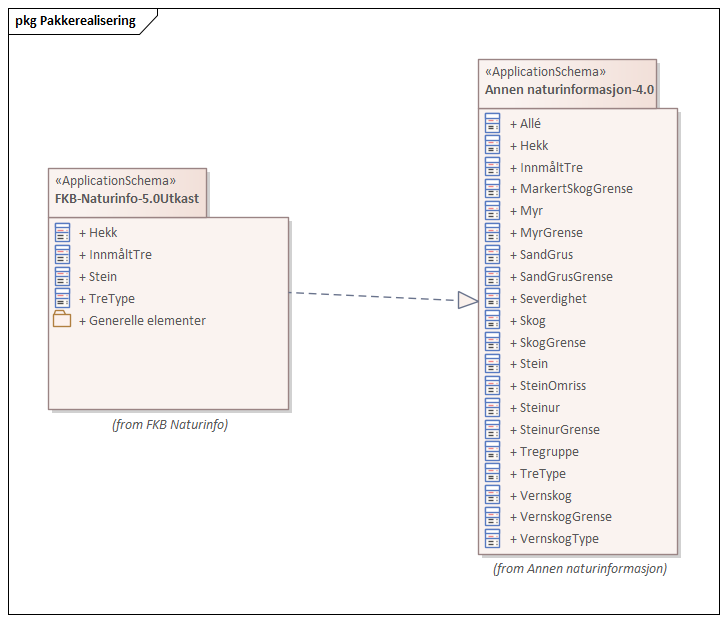 pkg Pakkerealisering
«ApplicationSchema»
FKB-Naturinfo-5.0Utkast
+ Hekk
+ InnmåltTre
+ Stein
+ TreType
+ Generelle elementer
(from FKB Naturinfo)
«ApplicationSchema»
Annen naturinformasjon-4.0
+ Allé
+ Hekk
+ InnmåltTre
+ MarkertSkogGrense
+ Myr
+ MyrGrense
+ SandGrus
+ SandGrusGrense
+ Severdighet
+ Skog
+ SkogGrense
+ Stein
+ SteinOmriss
+ Steinur
+ SteinurGrense
+ Tregruppe
+ TreType
+ Vernskog
+ VernskogGrense
+ VernskogType
(from Annen naturinformasjon)